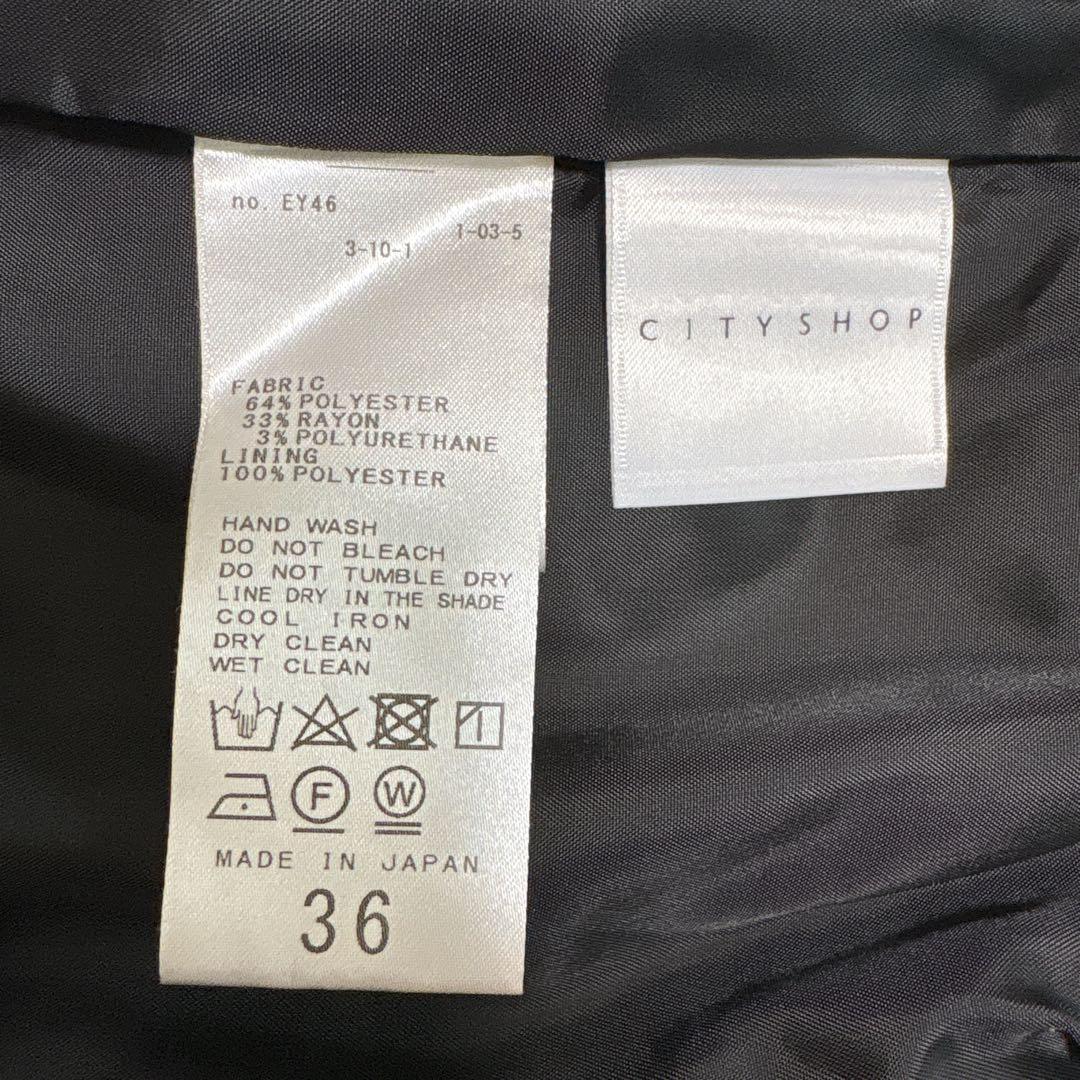 no. EY46
1-03-5
3-10-1
FABRIC
64% POLYESTER
33% RAYON
3% POLYURETHANE
LINING
100% POLYESTER
HAND WASH
DO NOT BLEACH
DO NOT TUMBLE DRY
LINE DRY IN THE SHADE
COOL IRON
DRY CLEAN
WET CLEAN
F W
MADE IN JAPAN
36
CITYSHOP